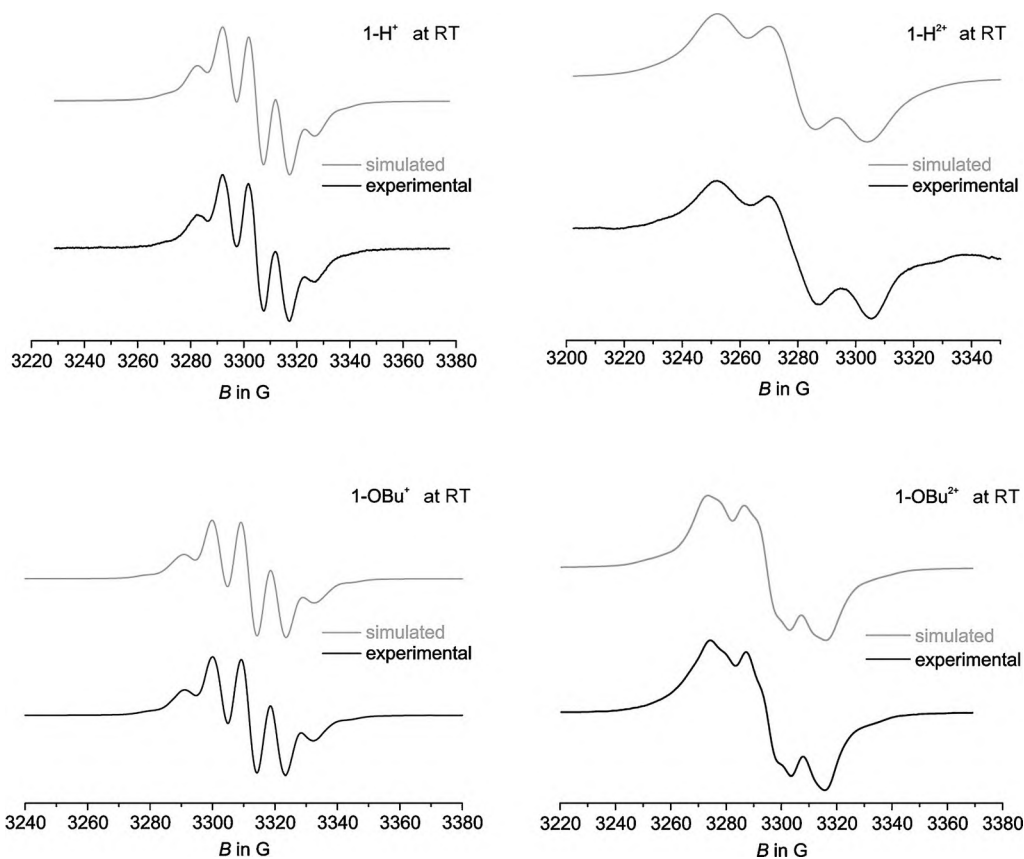 1-H⁺ at RT
simulated
experimental
3220 3240 3260 3280 3300 3320 3340 3360 3380
B in G
1-H²⁺ at RT
simulated
experimental
3200 3220 3240 3260 3280 3300 3320 3340
B in G
1-OBu⁺ at RT
simulated
experimental
3240 3260 3280 3300 3320 3340 3360 3380
B in G
1-OBu²⁺ at RT
simulated
experimental
3220 3240 3260 3280 3300 3320 3340 3360 3380
B in G